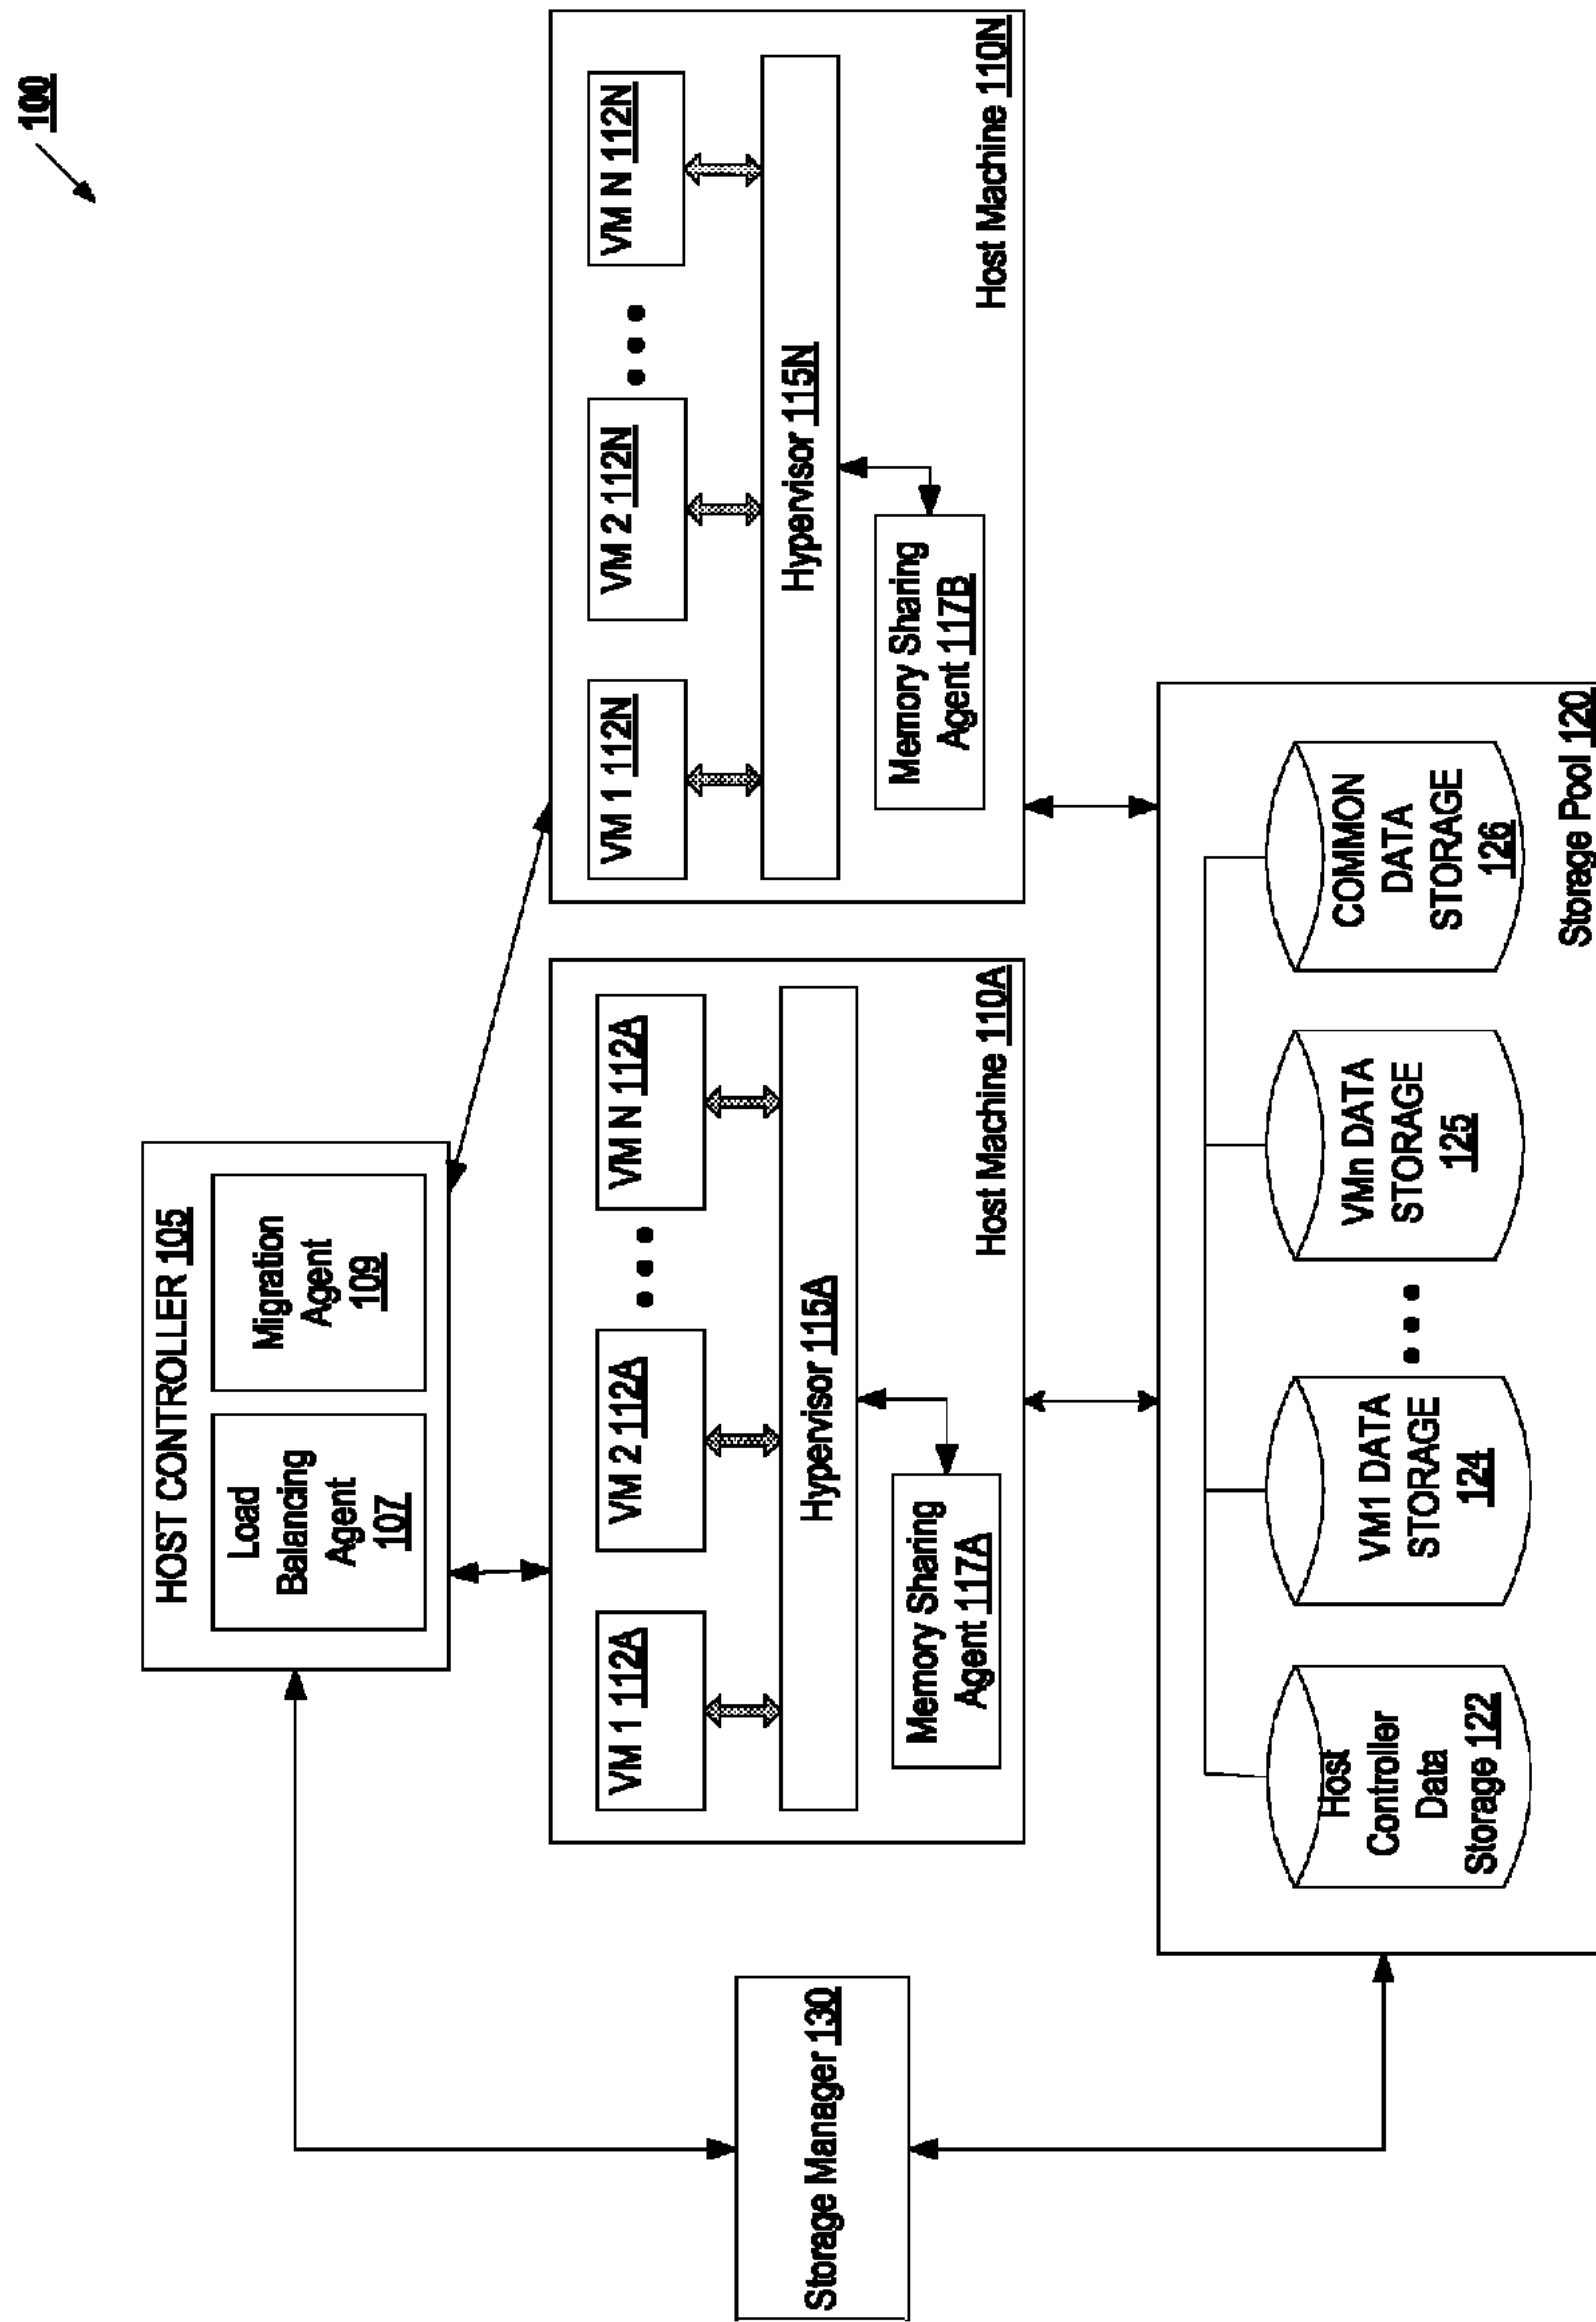 100
HOST CONTROLLER 105
Load
Balancing
Agent
107
Migration
Agent
109
Storage Manager 130
VM 1 112A
VM 2 112A
VM N 112A
Hypervisor 115A
Memory Sharing
Agent 117A
Host Machine 110A
VM 1 112N
VM 2 112N
VM N 112N
Hypervisor 115N
Memory Sharing
Agent 117B
Host Machine 110N
Host
Controller
Data
Storage 122
VM1 DATA
STORAGE
124
VMn DATA
STORAGE
125
COMMON
DATA
STORAGE
126
Storage Pool 120